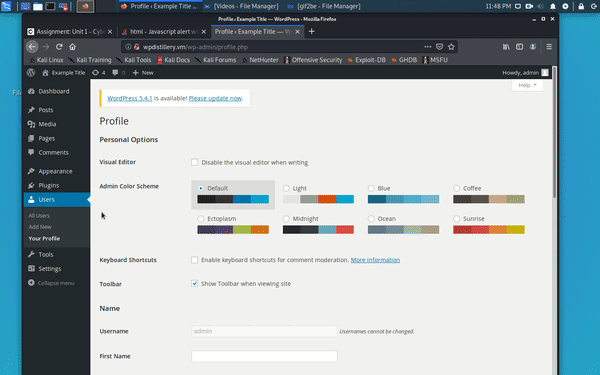 Profile ‹ Example Title ...
[Videos - File Manager]
[gif2be - File Manager]
11:48 PM
Profile ‹ Example Title — WordPress - Mozilla Firefox
Assignment: Unit 1 - Cyb
html - Javascript alert w
Profile ‹ Example Title — W
wpdistillery.vm/wp-admin/profile.php
Kali Linux
Kali Training
Kali Tools
Kali Docs
Kali Forums
NetHunter
Offensive Security
Exploit-DB
GHDB
MSFU
Example Title
4
0
New
Howdy, admin
Dashboard
Posts
Media
Pages
Comments
Appearance
Plugins
Users
All Users
Add New
Your Profile
Tools
Settings
Collapse menu
Help
WordPress 5.4.1 is available! Please update now.
Profile
Personal Options
Visual Editor
Disable the visual editor when writing
Admin Color Scheme
Default
Light
Blue
Coffee
Ectoplasm
Midnight
Ocean
Sunrise
Keyboard Shortcuts
Enable keyboard shortcuts for comment moderation. More information
Toolbar
Show Toolbar when viewing site
Name
Username
admin
Usernames cannot be changed.
First Name